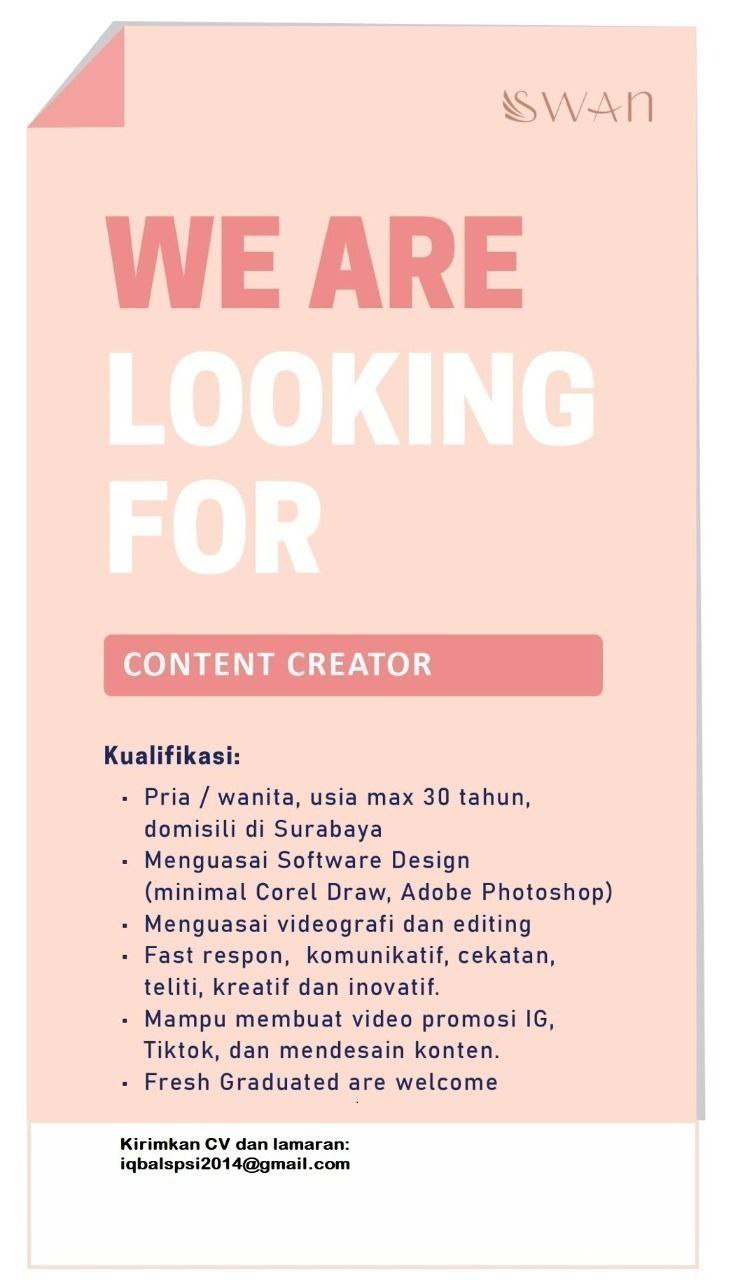 SWAN
WE ARE
LOOKING
FOR
CONTENT CREATOR
Kualifikasi:
• Pria / wanita, usia max 30 tahun,
domisili di Surabaya
• Menguasai Software Design
(minimal Corel Draw, Adobe Photoshop)
• Menguasai videografi dan editing
• Fast respon,  komunikatif, cekatan,
teliti, kreatif dan inovatif.
• Mampu membuat video promosi IG,
Tiktok, dan mendesain konten.
• Fresh Graduated are welcome
Kirimkan CV dan lamaran:
iqbalspsi2014@gmail.com